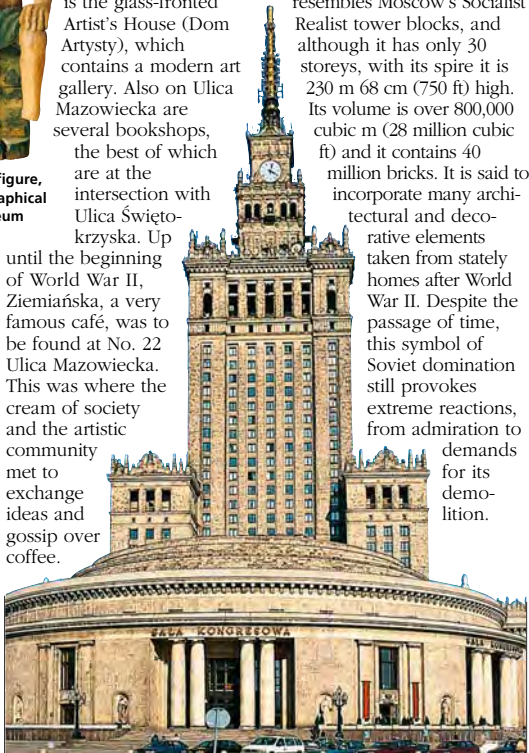 is the glass-fronted
Artist's House (Dom
Artysty), which
contains a modern art
gallery. Also on Ulica
Mazowiecka are
several bookshops,
the best of which
are at the
intersection with
Ulica Święto-
krzyska. Up
until the beginning
of World War II,
Ziemiańska, a very
famous café, was to
be found at No. 22
Ulica Mazowiecka.
This was where the
cream of society
and the artistic
community
met to
exchange
ideas and
gossip over
coffee.
figure,
aphical
eum
resembles Moscow's Socialist
Realist tower blocks, and
although it has only 30
storeys, with its spire it is
230 m 68 cm (750 ft) high.
Its volume is over 800,000
cubic m (28 million cubic
ft) and it contains 40
million bricks. It is said to
incorporate many archi-
tectural and deco-
rative elements
taken from stately
homes after World
War II. Despite the
passage of time,
this symbol of
Soviet domination
still provokes
extreme reactions,
from admiration to
demands
for its
demo-
lition.
SALA KONGRESOWA